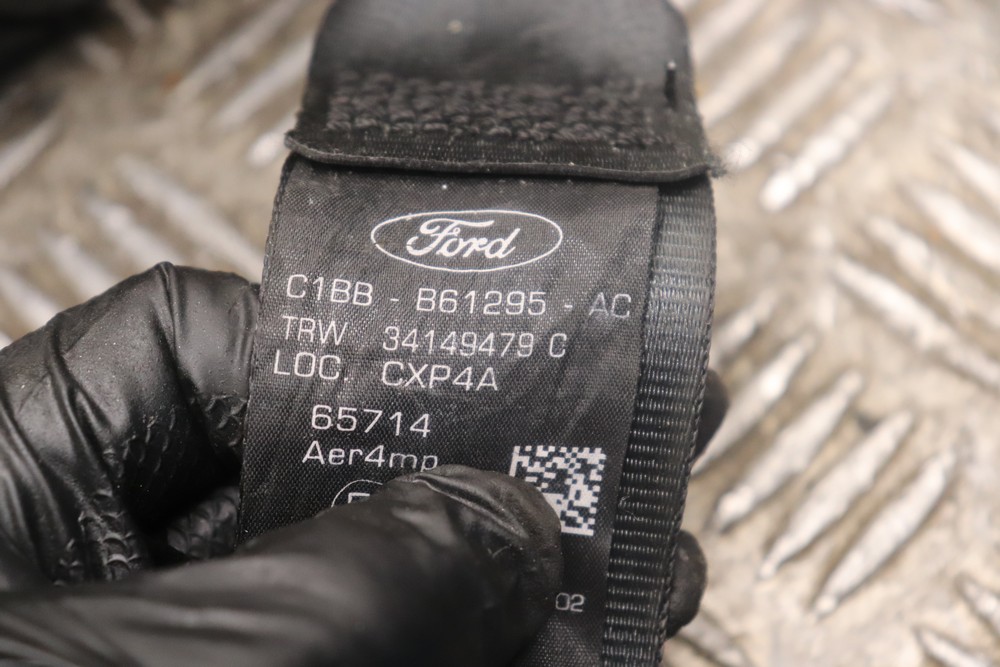 Ford
C1BB - B61295 - AC
TRW 34149479 C
LOC. CXP4A
65714
Aer4mp
02